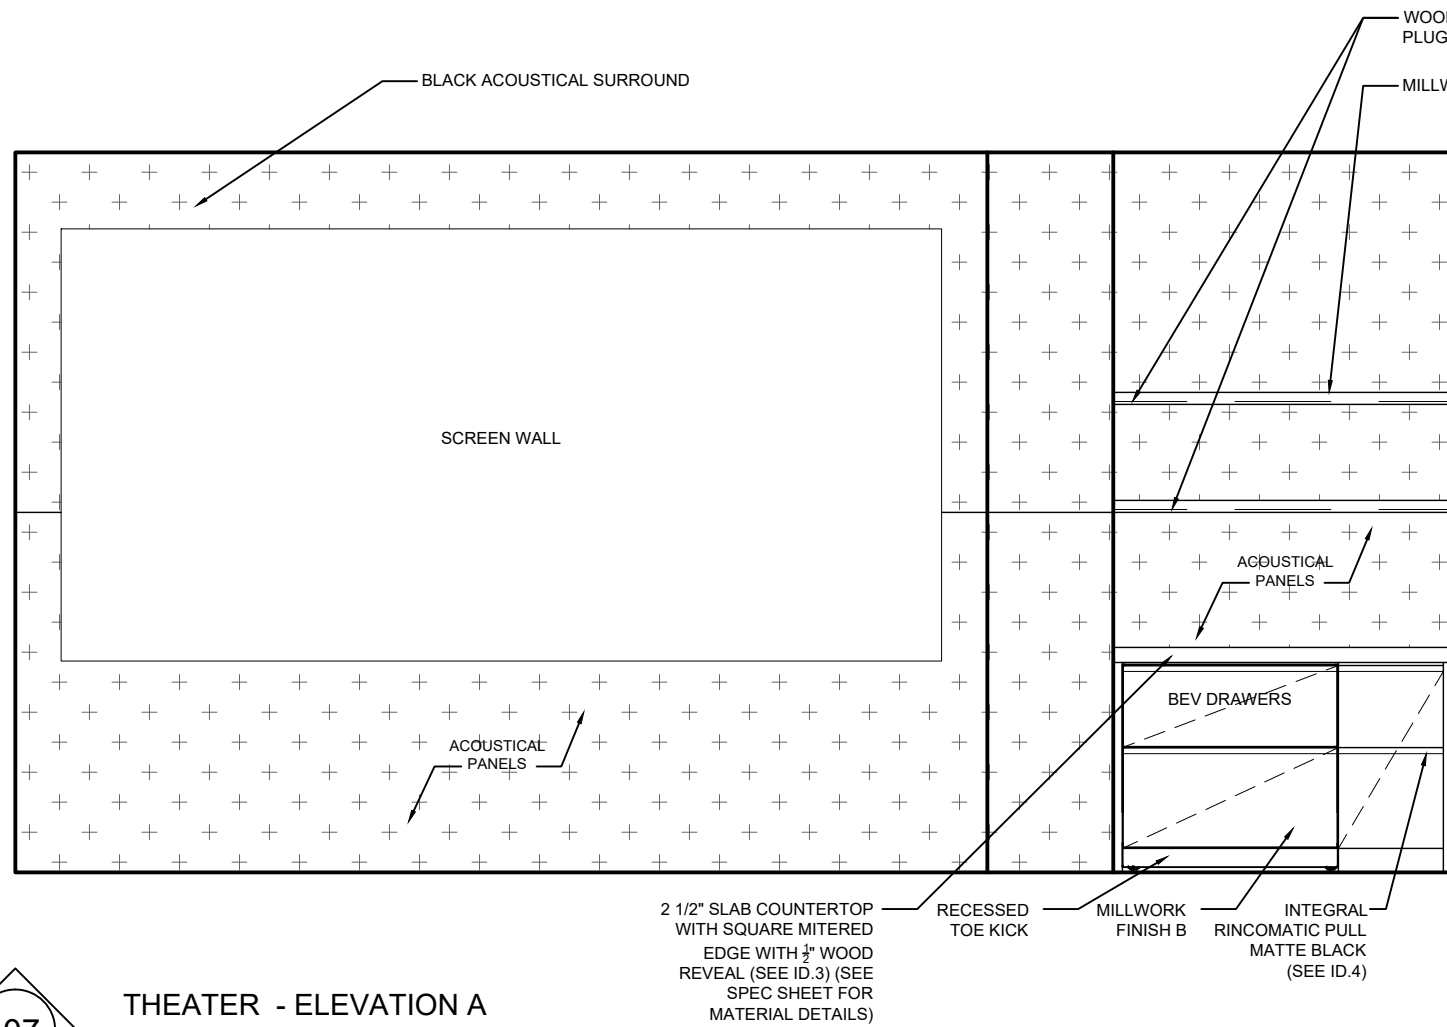 PLUG
BLACK ACOUSTICAL SURROUND
SCREEN WALL
ACOUSTICAL
PANELS
BEV DRAWERS
ACOUSTICAL
PANELS
2 1/2" SLAB COUNTERTOP
WITH SQUARE MITERED
EDGE WITH ½" WOOD
REVEAL (SEE ID.3) (SEE
SPEC SHEET FOR
MATERIAL DETAILS)
RECESSED
TOE KICK
MILLWORK
FINISH B
INTEGRAL
RINCOMATIC PULL
MATTE BLACK
(SEE ID.4)
THEATER - ELEVATION A